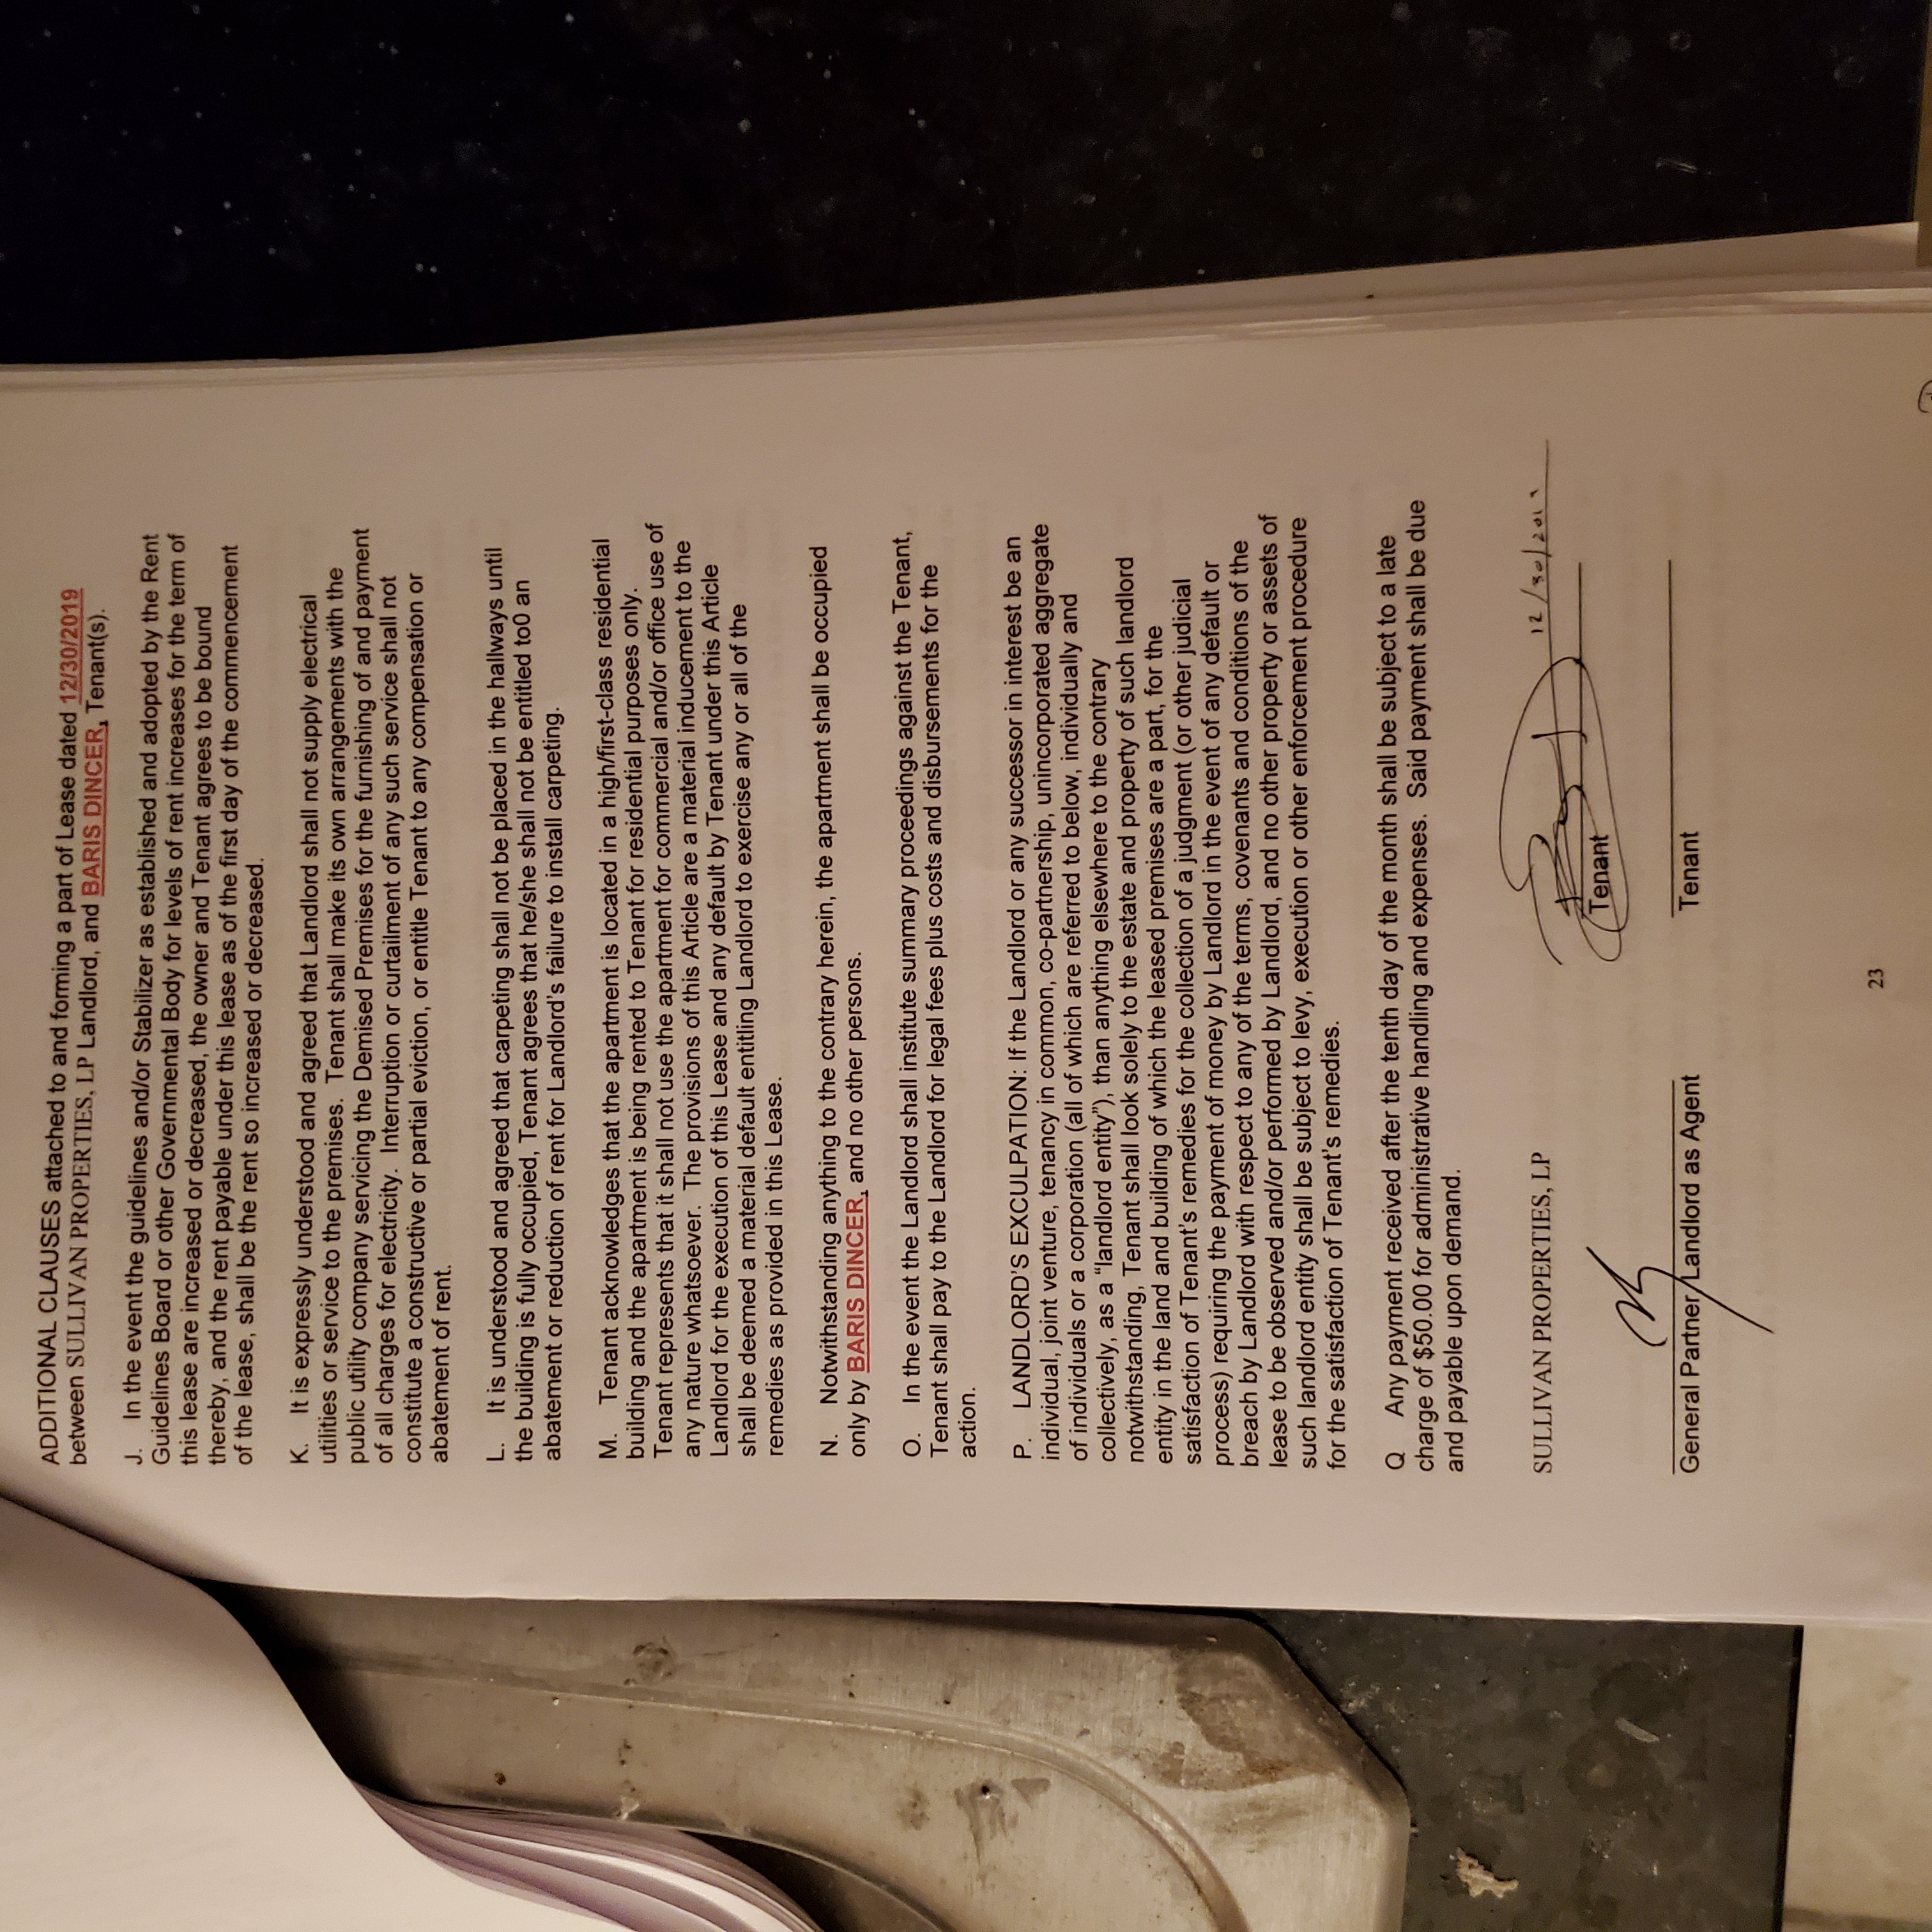 ADDITIONAL CLAUSES attached to and forming a part of Lease dated 12/30/2019
between SULLIVAN PROPERTIES, LP Landlord, and BARIS DINCER, Tenant(s).
J. In the event the guidelines and/or Stabilizer as established and adopted by the Rent
Guidelines Board or other Governmental Body for levels of rent increases for the term of
this lease are increased or decreased, the owner and Tenant agrees to be bound
thereby, and the rent payable under this lease as of the first day of the commencement
of the lease, shall be the rent so increased or decreased.
K. It is expressly understood and agreed that Landlord shall not supply electrical
utilities or service to the premises. Tenant shall make its own arrangements with the
public utility company servicing the Demised Premises for the furnishing of and payment
of all charges for electricity. Interruption or curtailment of any such service shall not
constitute a constructive or partial eviction, or entitle Tenant to any compensation or
abatement of rent.
L. It is understood and agreed that carpeting shall not be placed in the hallways until
the building is fully occupied, Tenant agrees that he/she shall not be entitled to0 an
abatement or reduction of rent for Landlord's failure to install carpeting.
M. Tenant acknowledges that the apartment is located in a high/first-class residential
building and the apartment is being rented to Tenant for residential purposes only.
Tenant represents that it shall not use the apartment for commercial and/or office use of
any nature whatsoever. The provisions of this Article are a material inducement to the
Landlord for the execution of this Lease and any default by Tenant under this Article
shall be deemed a material default entitling Landlord to exercise any or all of the
remedies as provided in this Lease.
N. Notwithstanding anything to the contrary herein, the apartment shall be occupied
only by BARIS DINCER, and no other persons.
O. In the event the Landlord shall institute summary proceedings against the Tenant,
Tenant shall pay to the Landlord for legal fees plus costs and disbursements for the
action.
P. LANDLORD'S EXCULPATION: If the Landlord or any successor in interest be an
individual, joint venture, tenancy in common, co-partnership, unincorporated aggregate
of individuals or a corporation (all of which are referred to below, individually and
collectively, as a “landlord entity”), than anything elsewhere to the contrary
notwithstanding, Tenant shall look solely to the estate and property of such landlord
entity in the land and building of which the leased premises are a part, for the
satisfaction of Tenant's remedies for the collection of a judgment (or other judicial
process) requiring the payment of money by Landlord in the event of any default or
breach by Landlord with respect to any of the terms, covenants and conditions of the
lease to be observed and/or performed by Landlord, and no other property or assets of
such landlord entity shall be subject to levy, execution or other enforcement procedure
for the satisfaction of Tenant's remedies.
Q Any payment received after the tenth day of the month shall be subject to a late
charge of $50.00 for administrative handling and expenses. Said payment shall be due
and payable upon demand.
SULLIVAN PROPERTIES, LP
12/30/2019
Tenant
General Partner/Landlord as Agent
Tenant
23